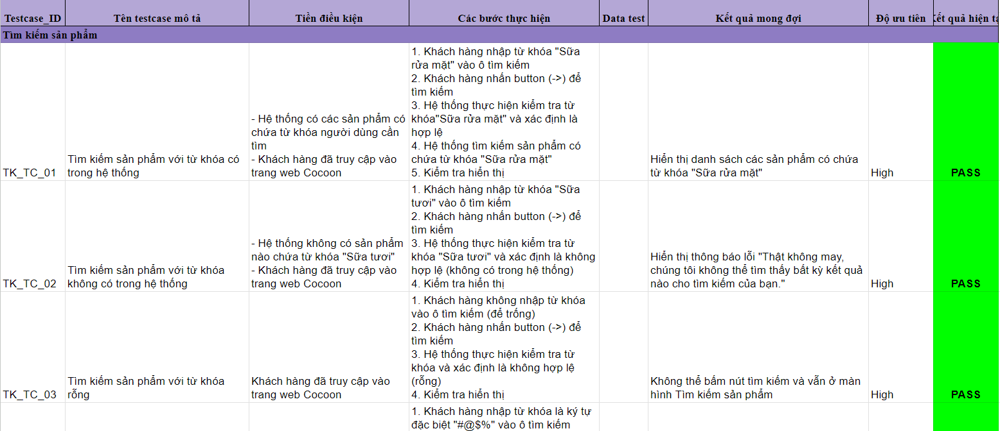 Testcase_ID Tên testcase mô tả Tiền điều kiện Các bước thực hiện Data test Kết quả mong đợi Độ ưu tiên Kết quả hiện
Tìm kiếm sản phẩm
TK_TC_01
Tìm kiếm sản phẩm với từ khóa có
trong hệ thống
- Hệ thống có các sản phẩm có
chứa từ khóa người dùng cần
tìm
- Khách hàng đã truy cập vào
trang web Cocoon
1. Khách hàng nhập từ khóa "Sữa
rửa mặt" vào ô tìm kiếm
2. Khách hàng nhấn button (->) để
tìm kiếm
3. Hệ thống thực hiện kiểm tra từ
khóa"Sữa rửa mặt" và xác định là
hợp lệ
4. Hệ thống tìm kiếm sản phẩm có
chứa từ khóa "Sữa rửa mặt"
5. Kiểm tra hiển thị
Hiển thị danh sách các sản phẩm có chứa
từ khóa "Sữa rửa mặt"
High
PASS
TK_TC_02
Tìm kiếm sản phẩm với từ khóa
không có trong hệ thống
- Hệ thống không có sản phẩm
nào chứa từ khóa "Sữa tươi"
- Khách hàng đã truy cập vào
trang web Cocoon
1. Khách hàng nhập từ khóa "Sữa
tươi" vào ô tìm kiếm
2. Khách hàng nhấn button (->) để
tìm kiếm
3. Hệ thống thực hiện kiểm tra từ
khóa "Sữa tươi" và xác định là không
hợp lệ (không có trong hệ thống)
4. Kiểm tra hiển thị
Hiển thị thông báo lỗi "Thật không may,
chúng tôi không thể tìm thấy bất kỳ kết quả
nào cho tìm kiếm của bạn."
High
PASS
TK_TC_03
Tìm kiếm sản phẩm với từ khóa
rỗng
Khách hàng đã truy cập vào
trang web Cocoon
1. Khách hàng không nhập từ khóa
vào ô tìm kiếm (để trống)
2. Khách hàng nhấn button (->) để
tìm kiếm
3. Hệ thống thực hiện kiểm tra từ
khóa và xác định là không hợp lệ
(rỗng)
4. Kiểm tra hiển thị
Không thể bấm nút tìm kiếm và vẫn ở màn
hình Tìm kiếm sản phẩm
High
PASS
1. Khách hàng nhập từ khóa là ký tự
đặc biệt "#@$%" vào ô tìm kiếm